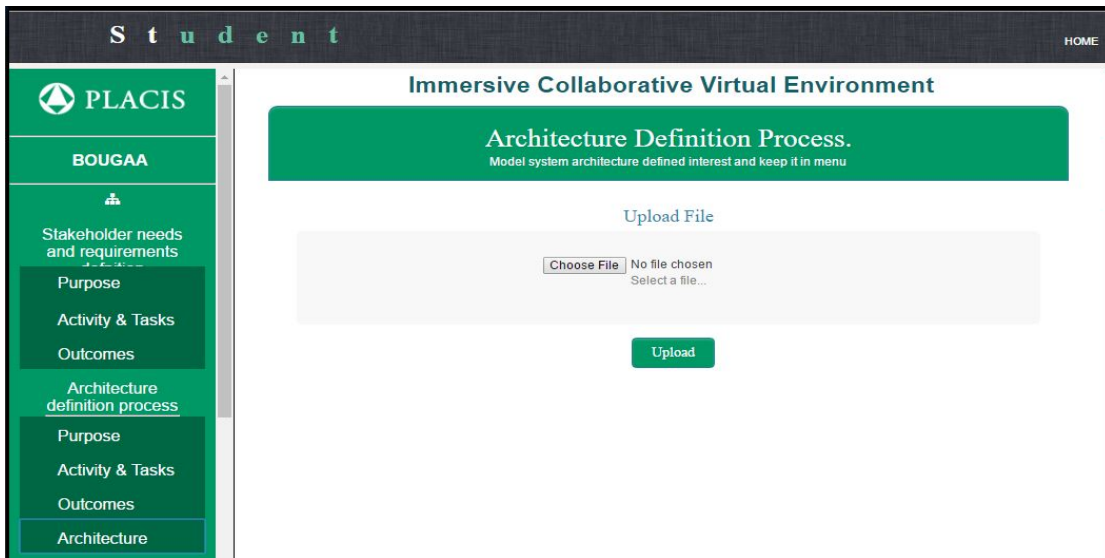 Student
HOME
PLACIS
BOUGAA
Stakeholder needs
and requirements
Purpose
Activity & Tasks
Outcomes
Architecture
definition process
Purpose
Activity & Tasks
Outcomes
Architecture
Immersive Collaborative Virtual Environment
Architecture Definition Process.
Model system architecture defined interest and keep it in menu
Upload File
Choose File No file chosen
Select a file...
Upload